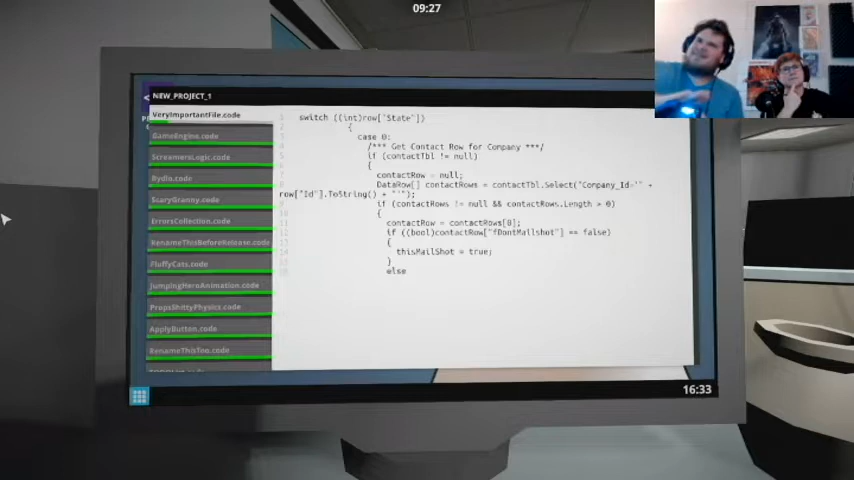 09:27
NEW_PROJECT_1
VeryImportantFile.code
GameEngine.code
ScreamersLogic.code
Bydlo.code
ScaryGranny.code
ErrorsCollection.code
RenameThisBeforeRelease.code
FluffyCats.code
JumpingHeroAnimation.code
PropsShittyPhysics.code
ApplyButton.code
RenameThisToo.code
switch ((int)row["State"])
{
case 0:
/*** Get Contact Row for Company ***/
if (contactTbl != null)
{
contactRow = null;
DataRow[] contactRows = contactTbl.Select("Company_Id='" +
row["Id"].ToString() + "'");
if (contactRows != null && contactRows.Length > 0)
{
contactRow = contactRows[0];
if ((bool)contactRow["fDontMailshot"] == false)
{
thisMailShot = true;
}
else
16:33